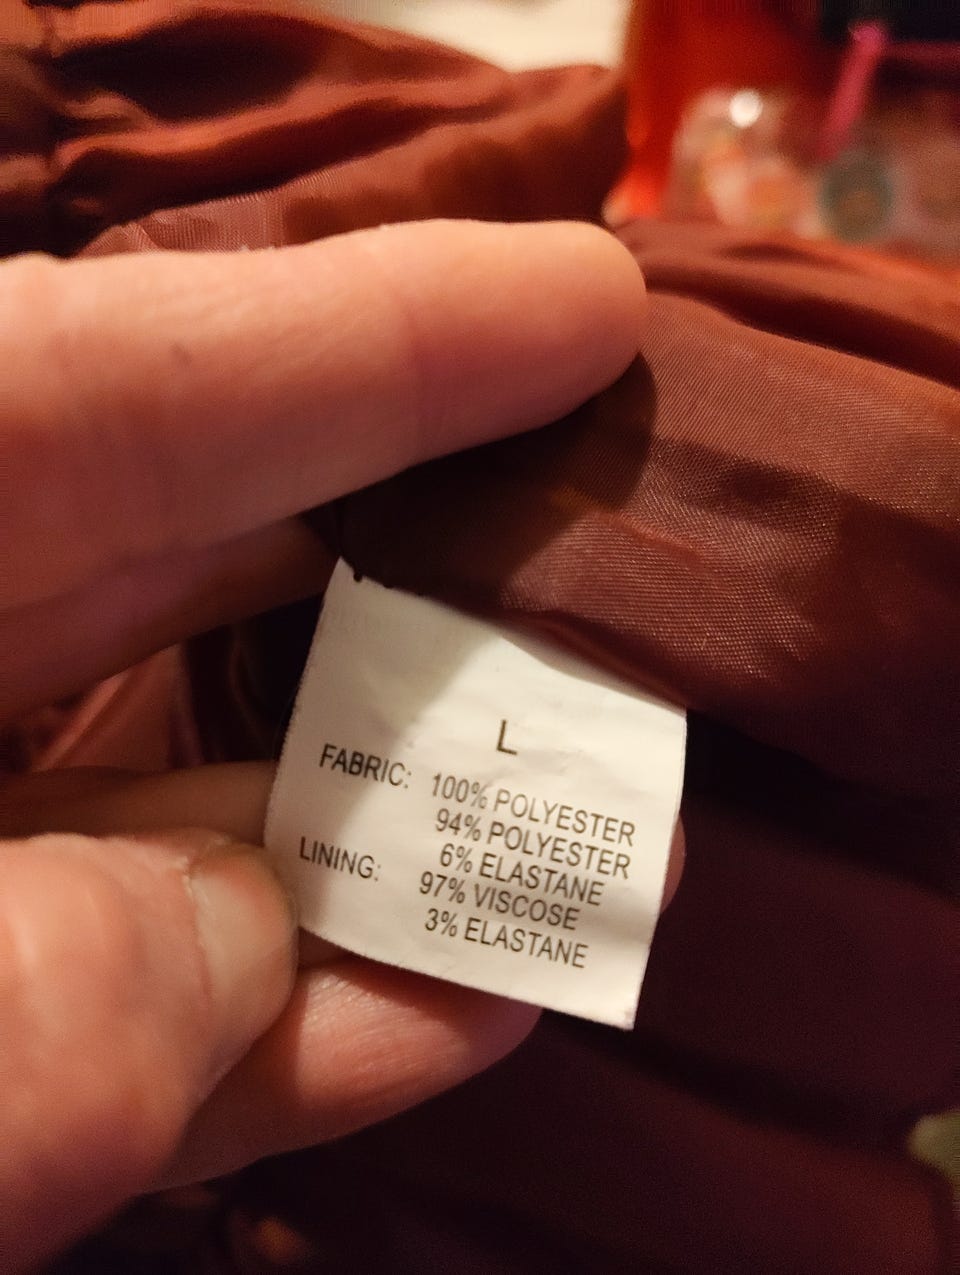 L
FABRIC: 100% POLYESTER
94% POLYESTER
6% ELASTANE
LINING: 97% VISCOSE
3% ELASTANE